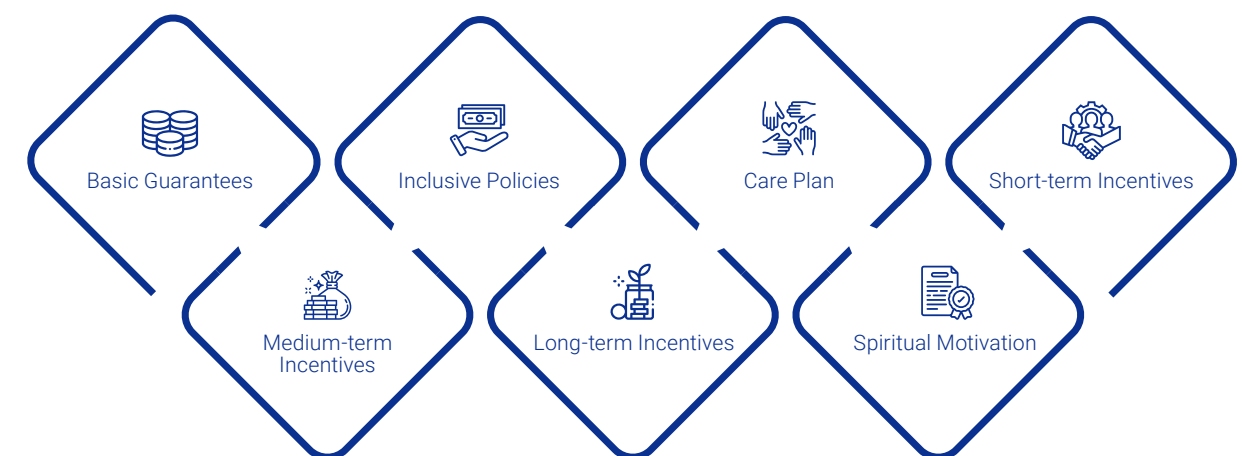 Basic Guarantees
Inclusive Policies
Care Plan
Short-term Incentives
Medium-term
Incentives
Long-term Incentives
Spiritual Motivation